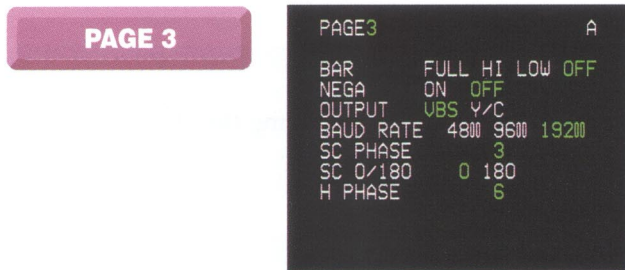 PAGE 3
PAGE3 A
BAR FULL HI LOW OFF
NEGA ON OFF
OUTPUT VBS Y/C
BAUD RATE 4800 9600 19200
SC PHASE 3
SC 0/180 0 180
H PHASE 6